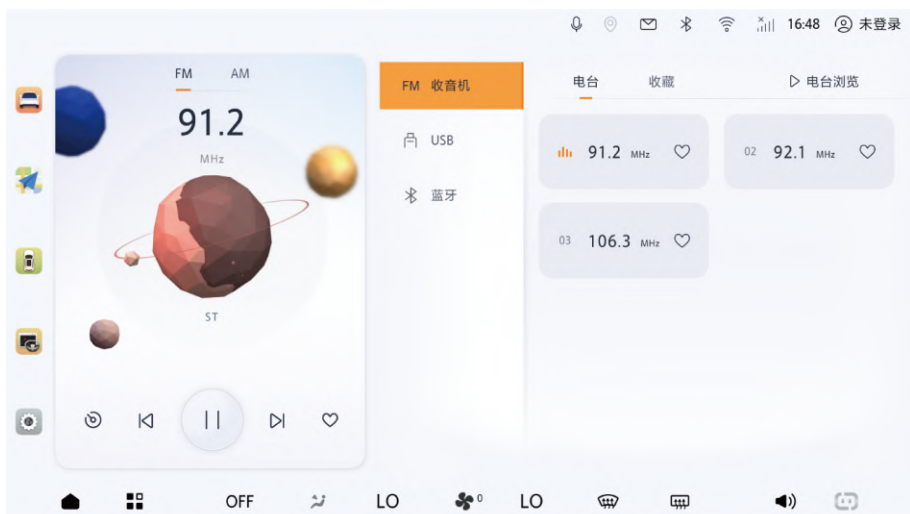 16:48 未登录
FM AM
91.2
MHz
ST
FM 收音机
USB
蓝牙
电台 收藏 电台浏览
91.2 MHz
02 92.1 MHz
03 106.3 MHz
OFF LO 0 LO